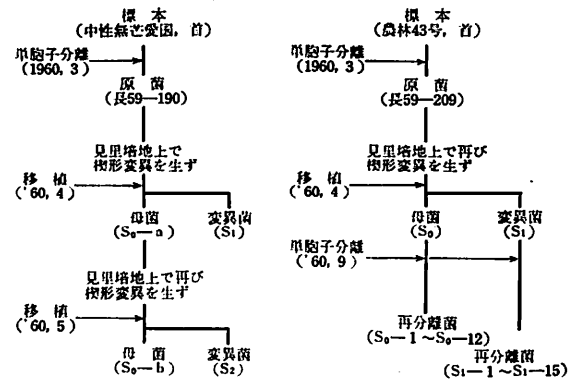 標本
(中性無芒愛国,首)
単胞子分離
(1960,3)
原菌
(長59—190)
見里培地上で
楔形変異を生ず
移植
('60,4)
母菌
(S₀—a)
変異菌
(S₁)
見里培地上で再び
楔形変異を生ず
移植
('60,5)
母菌
(S₀—b)
変異菌
(S₂)
標本
(農林43号,首)
単胞子分離
(1960,3)
原菌
(長59—209)
見里培地上で再び
楔形変異を生ず
移植
('60,4)
母菌
(S₀)
変異菌
(S₁)
単胞子分離
('60,9)
再分離菌
(S₀—1~S₀—12)
再分離菌
(S₁—1~S₁—15)